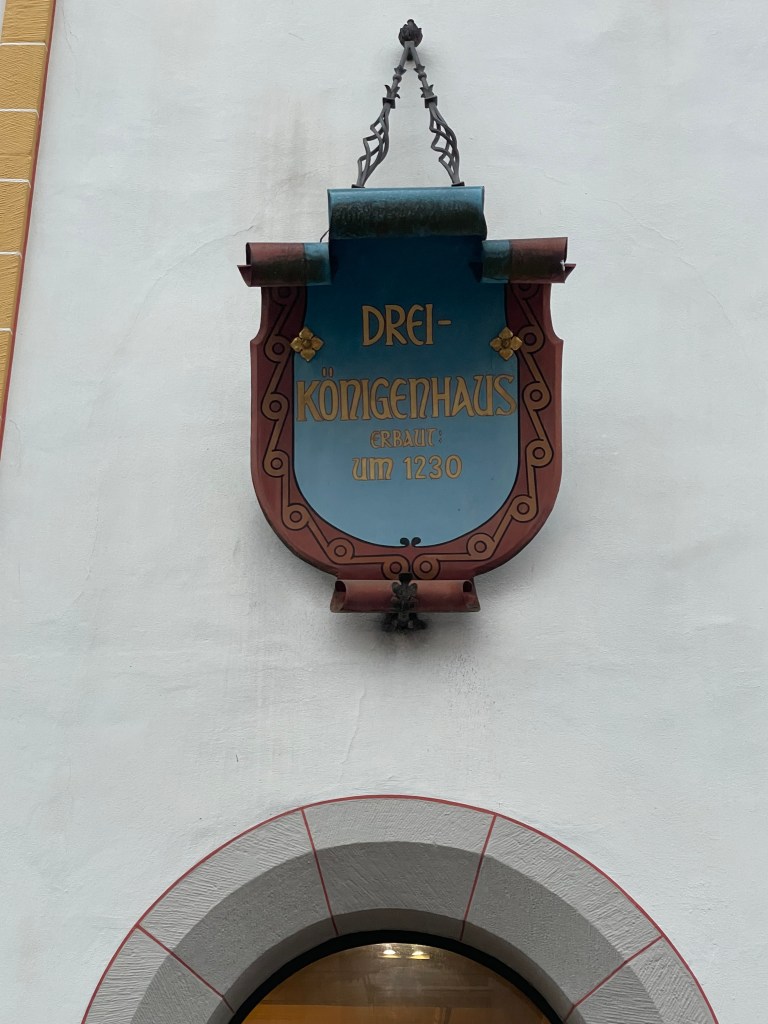 DREI-
KÖNIGENHAUS
ERBAUT:
UM 1230